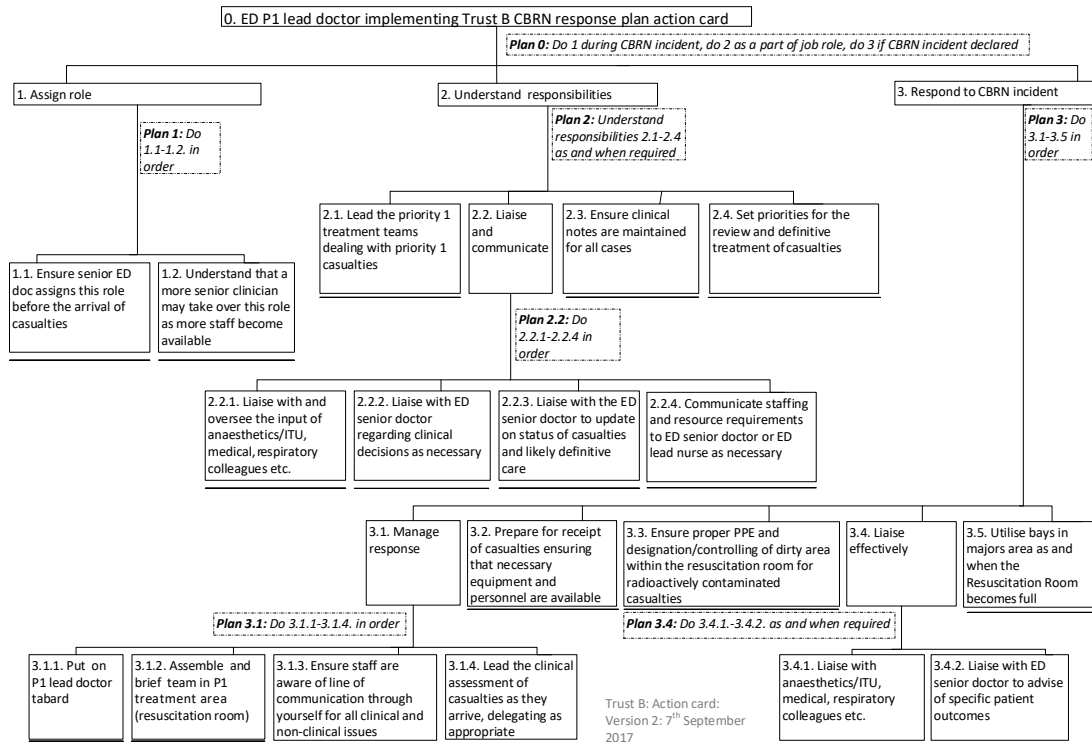 0. ED P1 lead doctor implementing Trust B CBRN response plan action card
Plan 0: Do 1 during CBRN incident, do 2 as a part of job role, do 3 if CBRN incident declared
1. Assign role
2. Understand responsibilities
3. Respond to CBRN incident
Plan 1: Do
1.1-1.2. in
order
Plan 2: Understand
responsibilities 2.1-2.4
as and when required
Plan 3: Do
3.1-3.5 in
order
2.1. Lead the priority 1
treatment teams
dealing with priority 1
casualties
2.2. Liaise
and
communicate
2.3. Ensure clinical
notes are maintained
for all cases
2.4. Set priorities for the
review and definitive
treatment of casualties
1.1. Ensure senior ED
doc assigns this role
before the arrival of
casualties
1.2. Understand that a
more senior clinician
may take over this role
as more staff become
available
Plan 2.2: Do
2.2.1-2.2.4 in
order
2.2.1. Liaise with and
oversee the input of
anaesthetics/ITU,
medical, respiratory
colleagues etc.
2.2.2. Liaise with ED
senior doctor
regarding clinical
decisions as necessary
2.2.3. Liaise with the ED
senior doctor to update
on status of casualties
and likely definitive
care
2.2.4. Communicate staffing
and resource requirements
to ED senior doctor or ED
lead nurse as necessary
3.1. Manage
response
3.2. Prepare for receipt
of casualties ensuring
that necessary
equipment and
personnel are available
3.3. Ensure proper PPE and
designation/controlling of dirty area
within the resuscitation room for
radioactively contaminated
casualties
3.4. Liaise
effectively
3.5. Utilise bays in
majors area as and
when the
Resuscitation Room
becomes full
Plan 3.1: Do 3.1.1-3.1.4. in order
Plan 3.4: Do 3.4.1.-3.4.2. as and when required
3.1.1. Put on
P1 lead doctor
tabard
3.1.2. Assemble and
brief team in P1
treatment area
(resuscitation room)
3.1.3. Ensure staff are
aware of line of
communication through
yourself for all clinical and
non-clinical issues
3.1.4. Lead the clinical
assessment of
casualties as they
arrive, delegating as
appropriate
Trust B: Action card:
Version 2: 7th September
2017
3.4.1. Liaise with
anaesthetics/ITU,
medical, respiratory
colleagues etc.
3.4.2. Liaise with ED
senior doctor to advise
of specific patient
outcomes